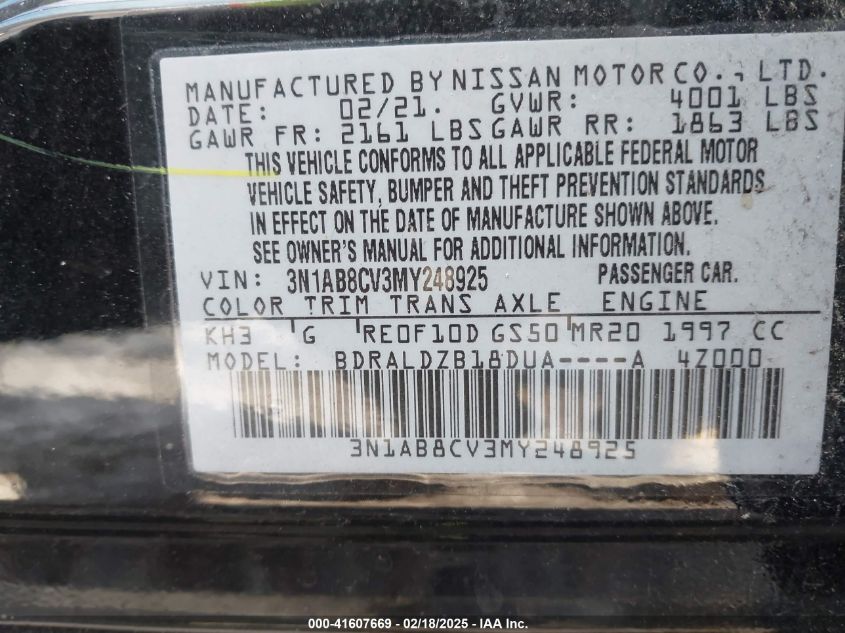 MANUFACTURED BY NISSAN MOTOR CO., LTD.
DATE: 02/21. GVWR: 4001 LBS
GAWR FR: 2161 LBS GAWR RR: 1863 LBS
THIS VEHICLE CONFORMS TO ALL APPLICABLE FEDERAL MOTOR
VEHICLE SAFETY, BUMPER AND THEFT PREVENTION STANDARDS
IN EFFECT ON THE DATE OF MANUFACTURE SHOWN ABOVE.
SEE OWNER'S MANUAL FOR ADDITIONAL INFORMATION.
VIN: 3N1AB8CV3MY248925 PASSENGER CAR.
COLOR TRIM TRANS AXLE ENGINE
KH3 G RE0F10D GS50 MR20 1997 CC
MODEL: BDRALDZB18DUA----A 4Z000
3N1AB8CV3MY248925
000-41607669 - 02/18/2025 - IAA Inc.